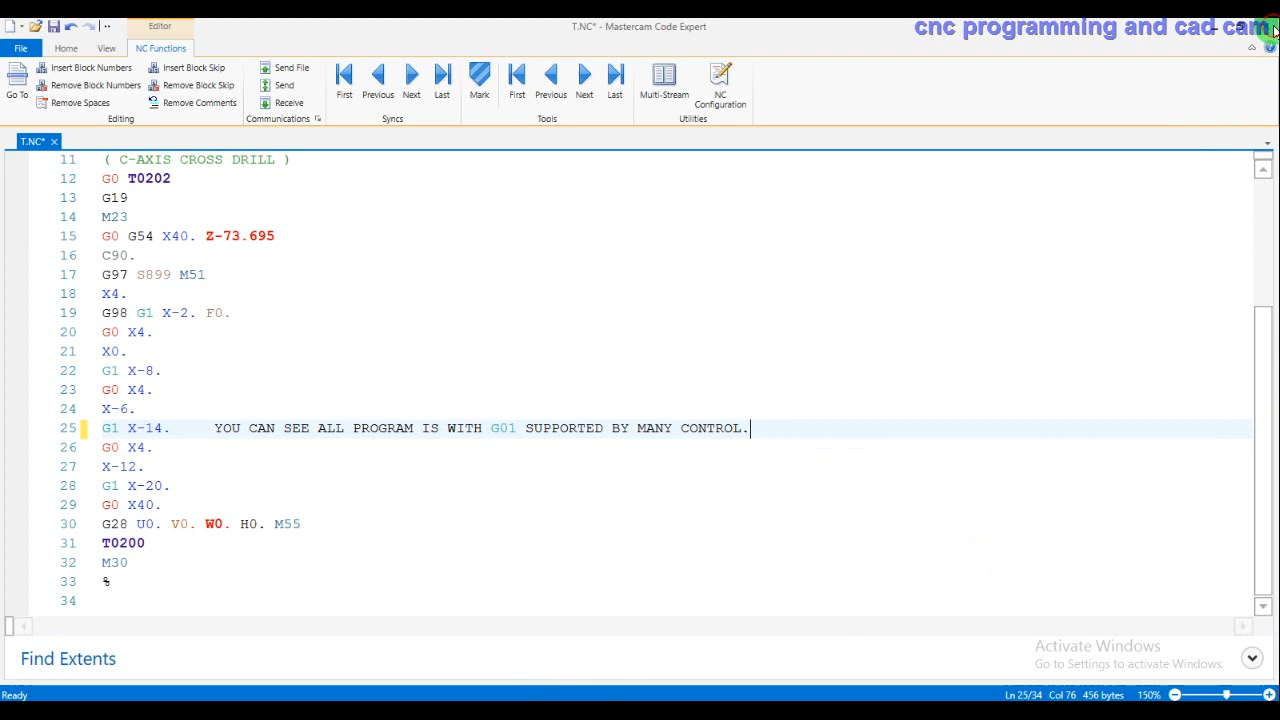 Editor
T.NC* - Mastercam Code Expert
cnc programming and cad cam
File Home View NC Functions
Go To
Insert Block Numbers Insert Block Skip
Remove Block Numbers Remove Block Skip
Remove Spaces Remove Comments
Editing
Send File
Send
Receive
Communications
First Previous Next Last
Syncs
Mark First Previous Next Last
Tools
Multi-Stream NC Configuration
Utilities
T.NC*
11 ( C-AXIS CROSS DRILL )
12 G0 T0202
13 G19
14 M23
15 G0 G54 X40. Z-73.695
16 C90.
17 G97 S899 M51
18 X4.
19 G98 G1 X-2. F0.
20 G0 X4.
21 X0.
22 G1 X-8.
23 G0 X4.
24 X-6.
25 G1 X-14. YOU CAN SEE ALL PROGRAM IS WITH G01 SUPPORTED BY MANY CONTROL.
26 G0 X4.
27 X-12.
28 G1 X-20.
29 G0 X40.
30 G28 U0. V0. W0. H0. M55
31 T0200
32 M30
33 %
34
Find Extents
Activate Windows
Go to Settings to activate Windows.
Ready Ln 25/34 Col 76 456 bytes 150%